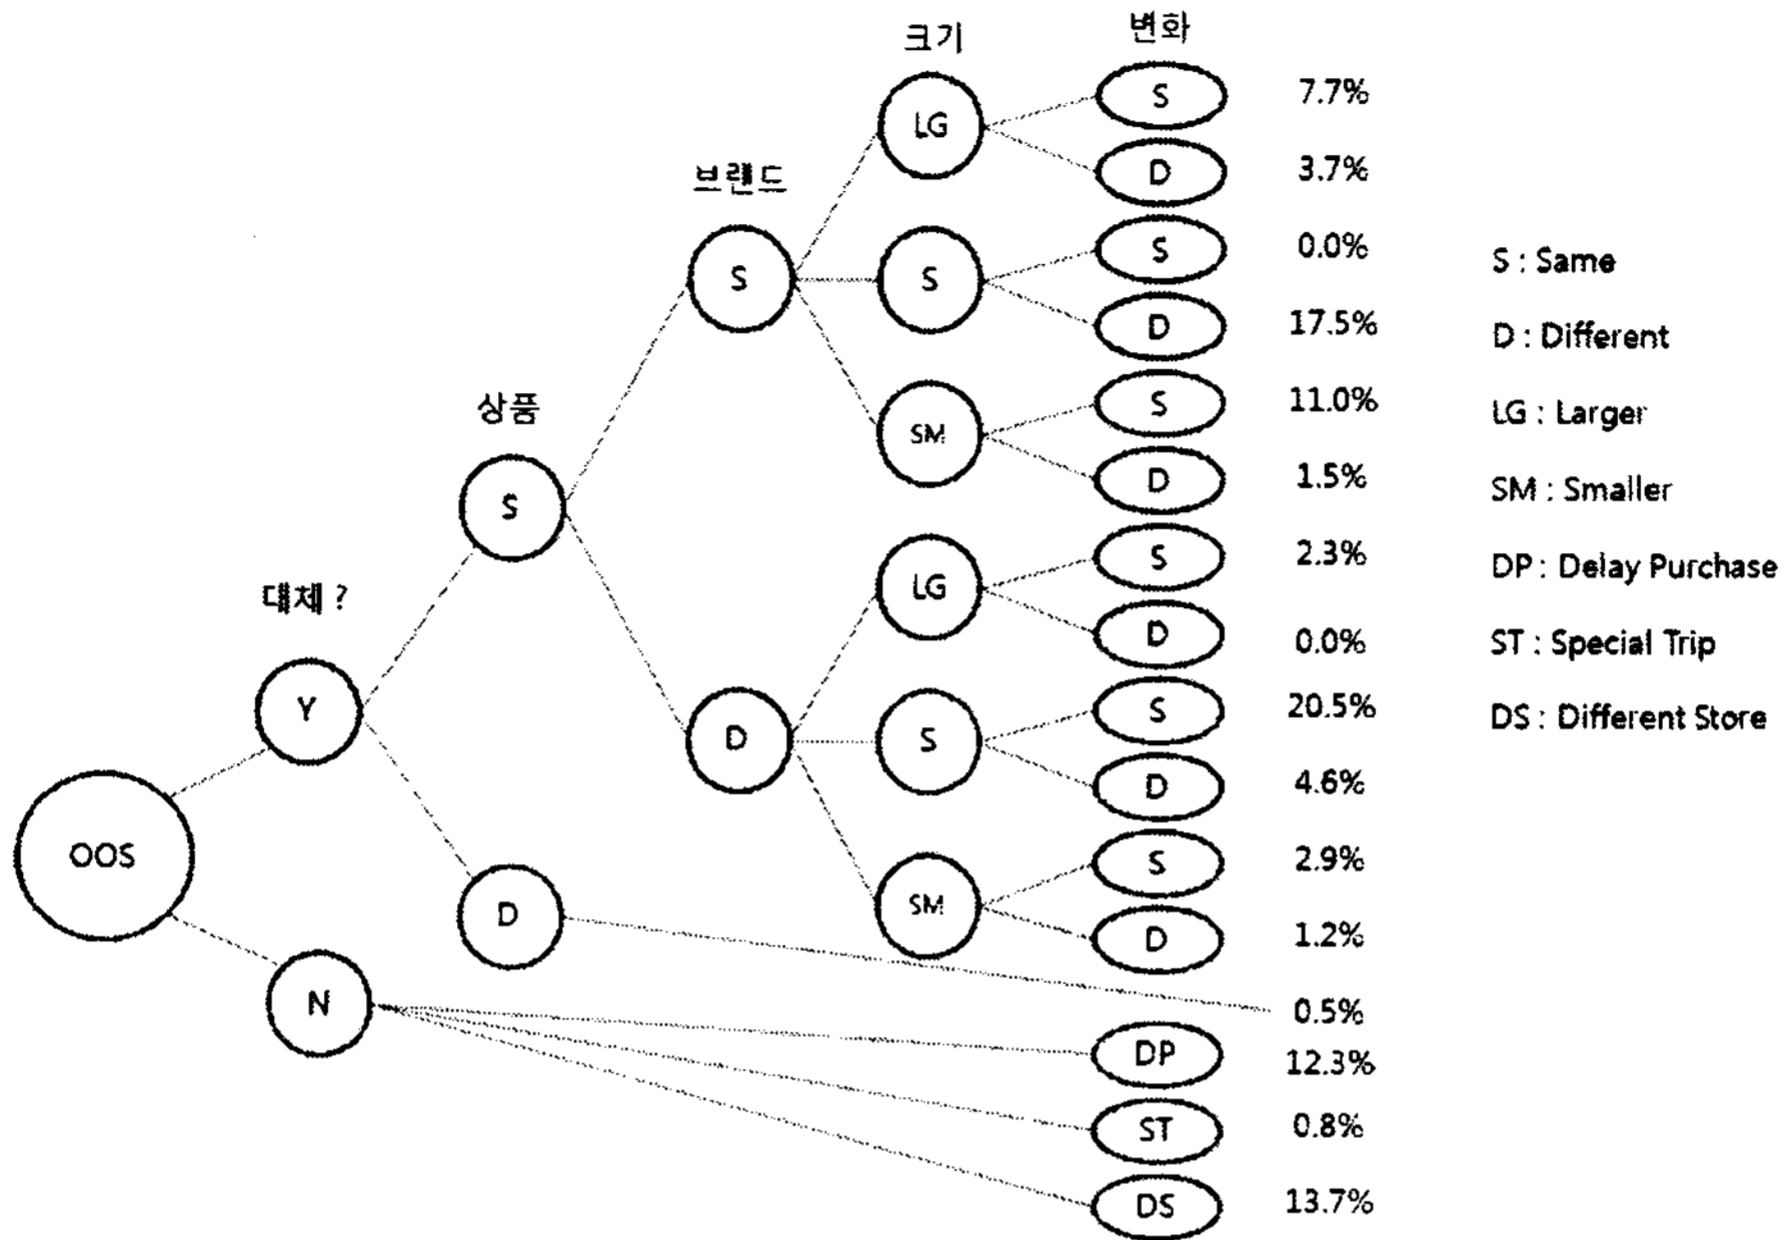 변화
크기
S 7.7%
LG
D 3.7%
브랜드
S 0.0%
S : Same
S
S
D 17.5%
D : Different
S 11.0%
상품
LG : Larger
SM
D 1.5%
SM : Smaller
S
S 2.3%
DP : Delay Purchase
LG
대체 ?
D 0.0%
ST : Special Trip
Y
S 20.5%
DS : Different Store
D
S
D 4.6%
OOS
S 2.9%
SM
D
D 1.2%
N
0.5%
DP 12.3%
ST 0.8%
DS 13.7%